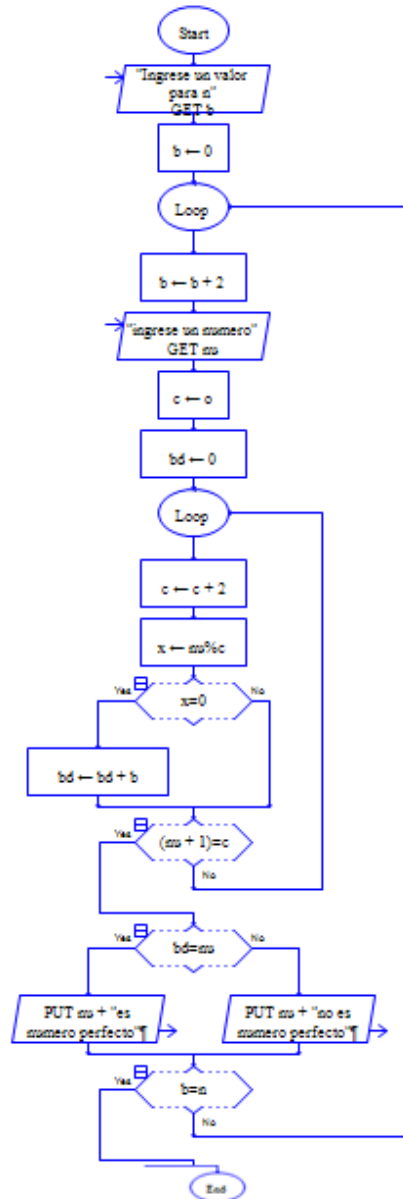 Start
"Ingrese un valor
para n"
GET b
b ← 0
Loop
b ← b + 2
"ingrese un numero"
GET nu
c ← o
bd ← 0
Loop
c ← c + 2
x ← nu%c
Yes
x=0
No
bd ← bd + b
Yes
(nu + 1)=c
No
Yes
bd=nu
No
PUT nu + "es
numero perfecto"¶
PUT nu + "no es
numero perfecto"¶
Yes
b=n
No
End